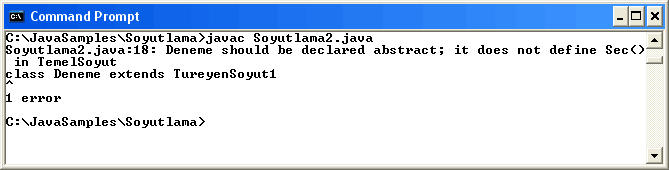 Command Prompt
C:\JavaSamples\Soyutlama>javac Soyutlama2.java
Soyutlama2.java:18: Deneme should be declared abstract; it does not define Sec()
 in TemelSoyut
class Deneme extends TureyenSoyut1
^
1 error
C:\JavaSamples\Soyutlama>